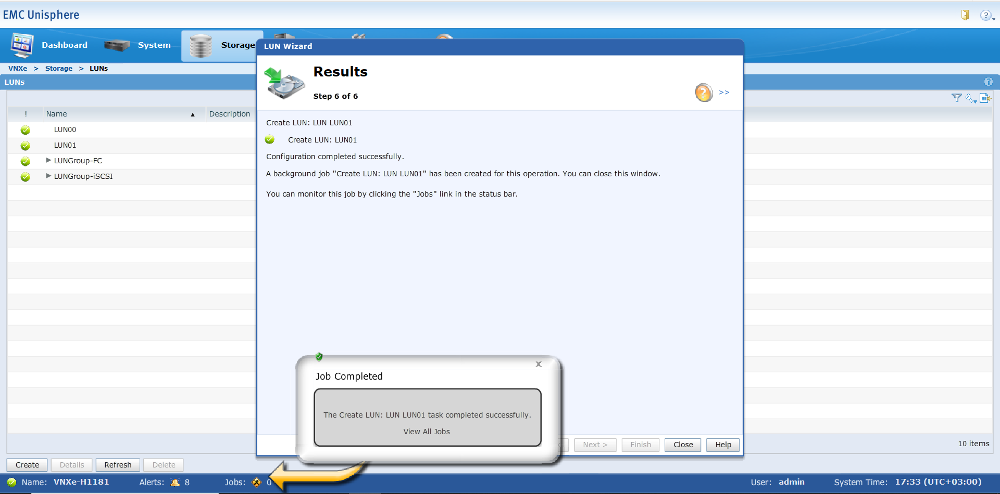 EMC Unisphere
Dashboard
System
Storage
VNXe > Storage > LUNs
LUNs
! Name ▲ Description
LUN00
LUN01
LUNGroup-FC
LUNGroup-iSCSI
10 items
Create Details Refresh Delete
LUN Wizard
Results
Step 6 of 6
>>
Create LUN: LUN LUN01
Create LUN: LUN01
Configuration completed successfully.
A background job "Create LUN: LUN LUN01" has been created for this operation. You can close this window.
You can monitor this job by clicking the "Jobs" link in the status bar.
Next > Finish Close Help
x
Job Completed
The Create LUN: LUN LUN01 task completed successfully.
View All Jobs
Name: VNXe-H1181 Alerts: 8 Jobs: 0 User: admin System Time: 17:33 (UTC+03:00)